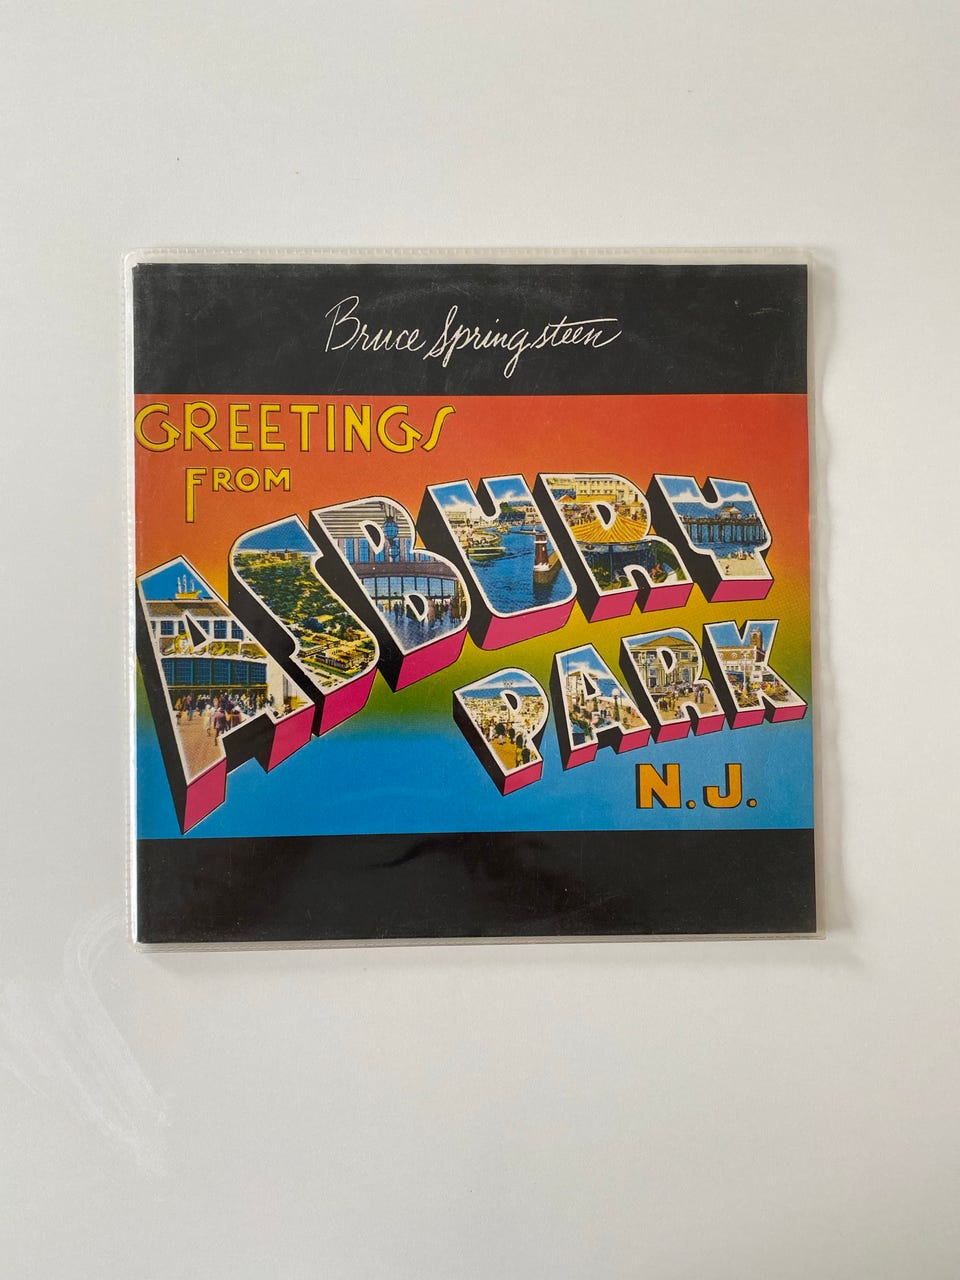 Bruce Springsteen
GREETINGS
FROM
ASBURY
PARK
N.J.